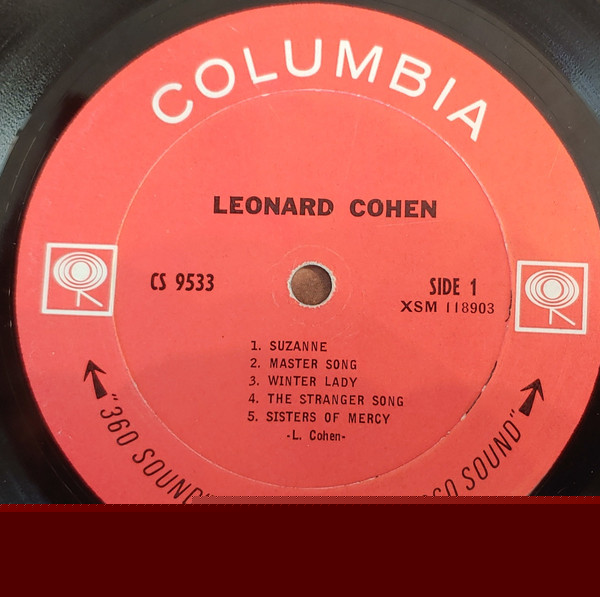 COLUMBIA
LEONARD COHEN
CS 9533
SIDE 1
XSM 118903
1. SUZANNE
2. MASTER SONG
3. WINTER LADY
4. THE STRANGER SONG
5. SISTERS OF MERCY
-L. Cohen-
"360 SOUND"
360 SOUND"